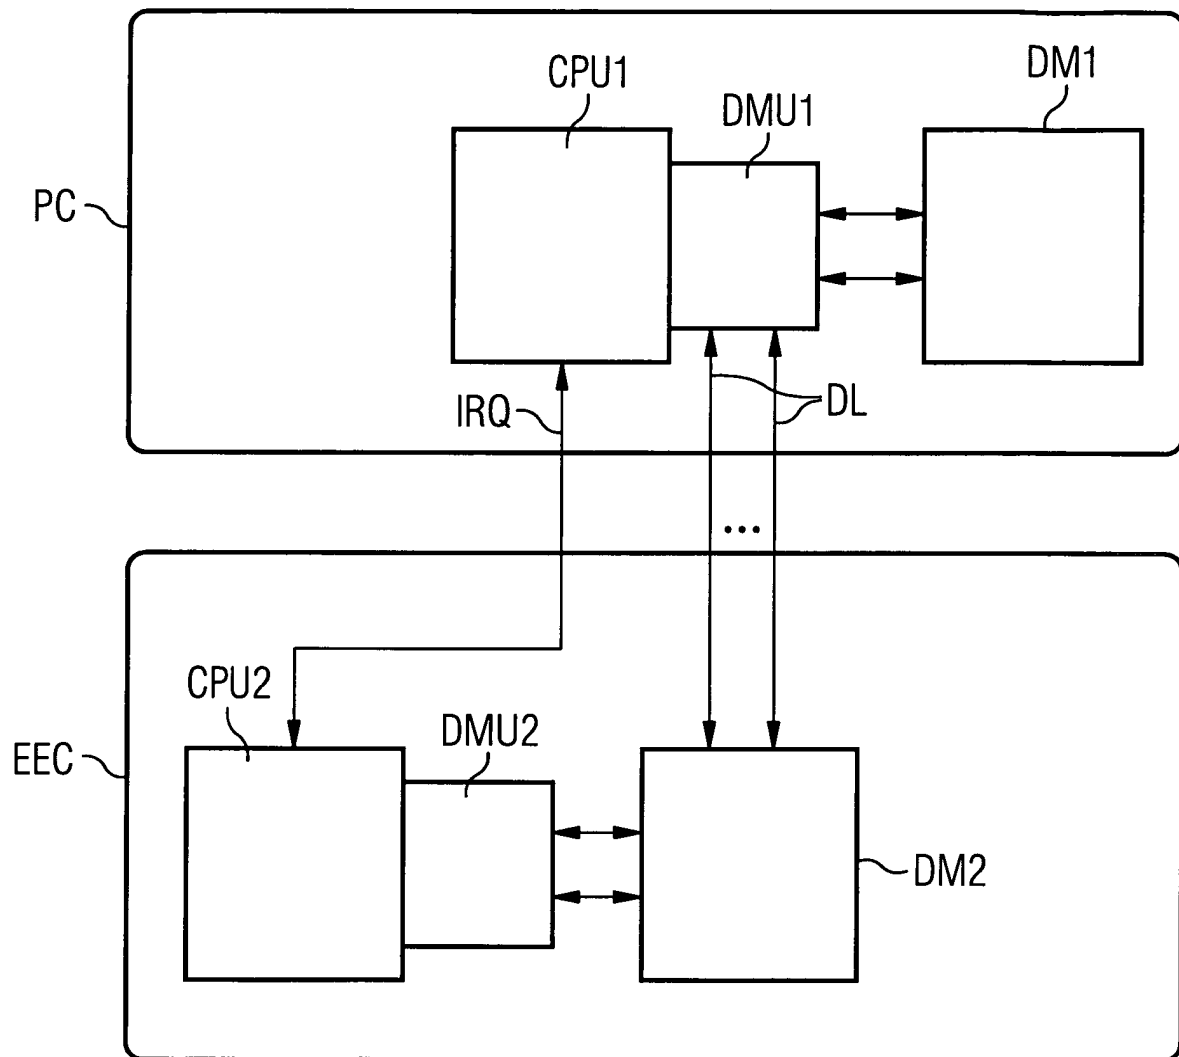 CPU1
DM1
DMU1
PC
IRQ
DL
...
CPU2
DMU2
EEC
DM2